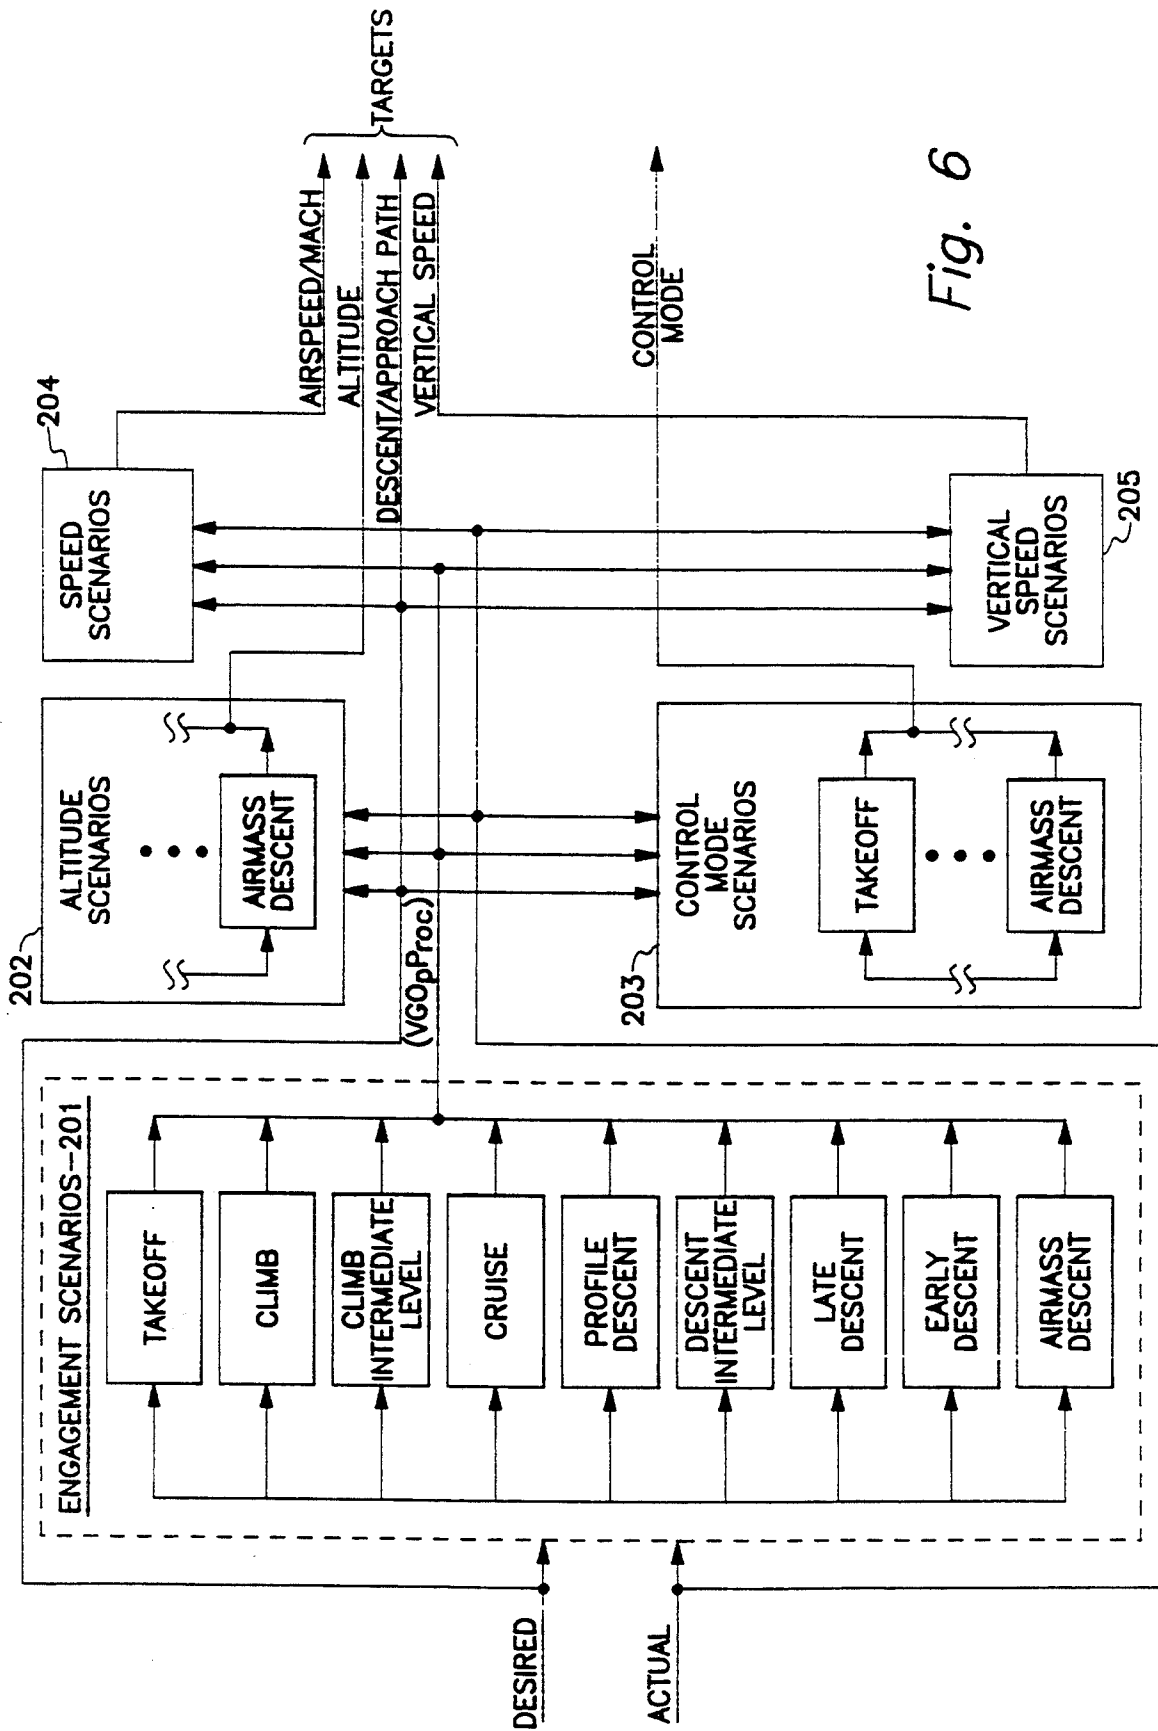 ENGAGEMENT SCENARIOS-201
TAKEOFF
CLIMB
CLIMB
INTERMEDIATE
LEVEL
CRUISE
PROFILE
DESCENT
DESCENT
INTERMEDIATE
LEVEL
LATE
DESCENT
EARLY
DESCENT
AIRMASS
DESCENT
DESIRED
ACTUAL
202
ALTITUDE
SCENARIOS
AIRMASS
DESCENT
(VGOpProc)
203
CONTROL
MODE
SCENARIOS
TAKEOFF
AIRMASS
DESCENT
204
SPEED
SCENARIOS
VERTICAL
SPEED
SCENARIOS
205
AIRSPEED/MACH
ALTITUDE
DESCENT/APPROACH PATH
VERTICAL SPEED
TARGETS
CONTROL
MODE
Fig. 6